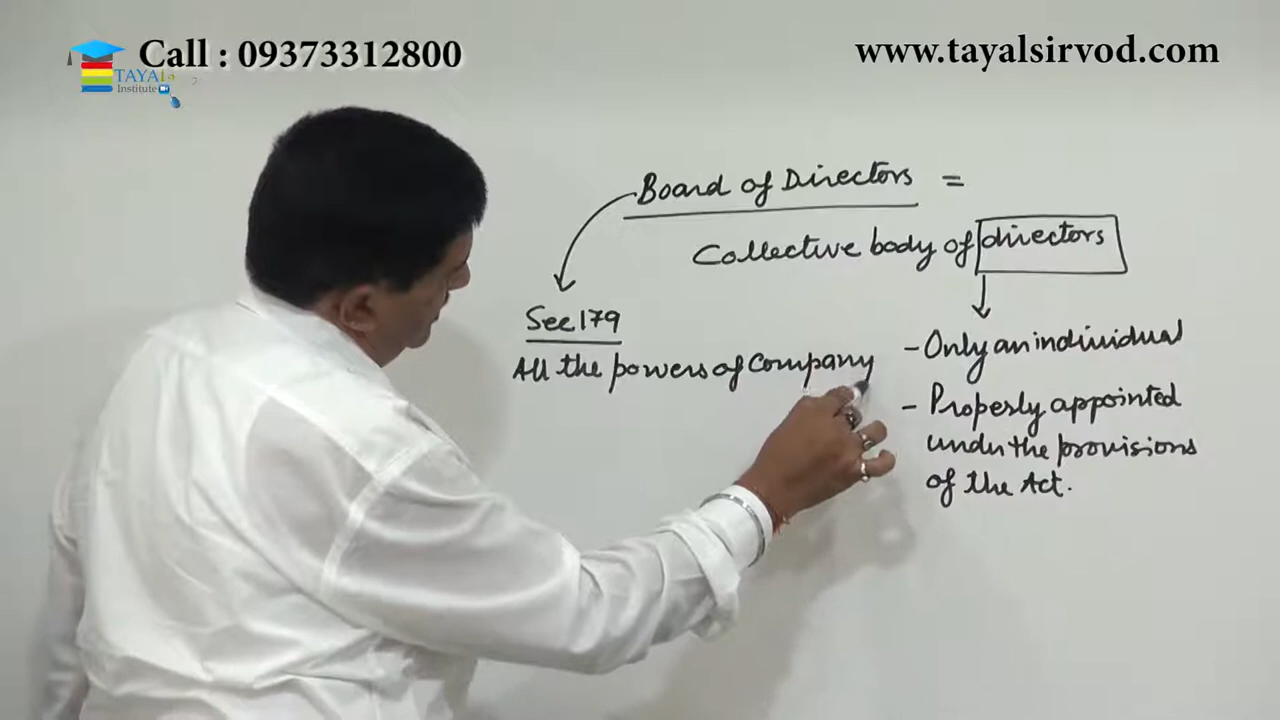 Call : 09373312800
www.tayalsirvod.com
TAYAL
Institute
Board of Directors =
Collective body of directors
Sec 179
All the powers of Company
- Only an individual
- Properly appointed
under the provisions
of the Act.